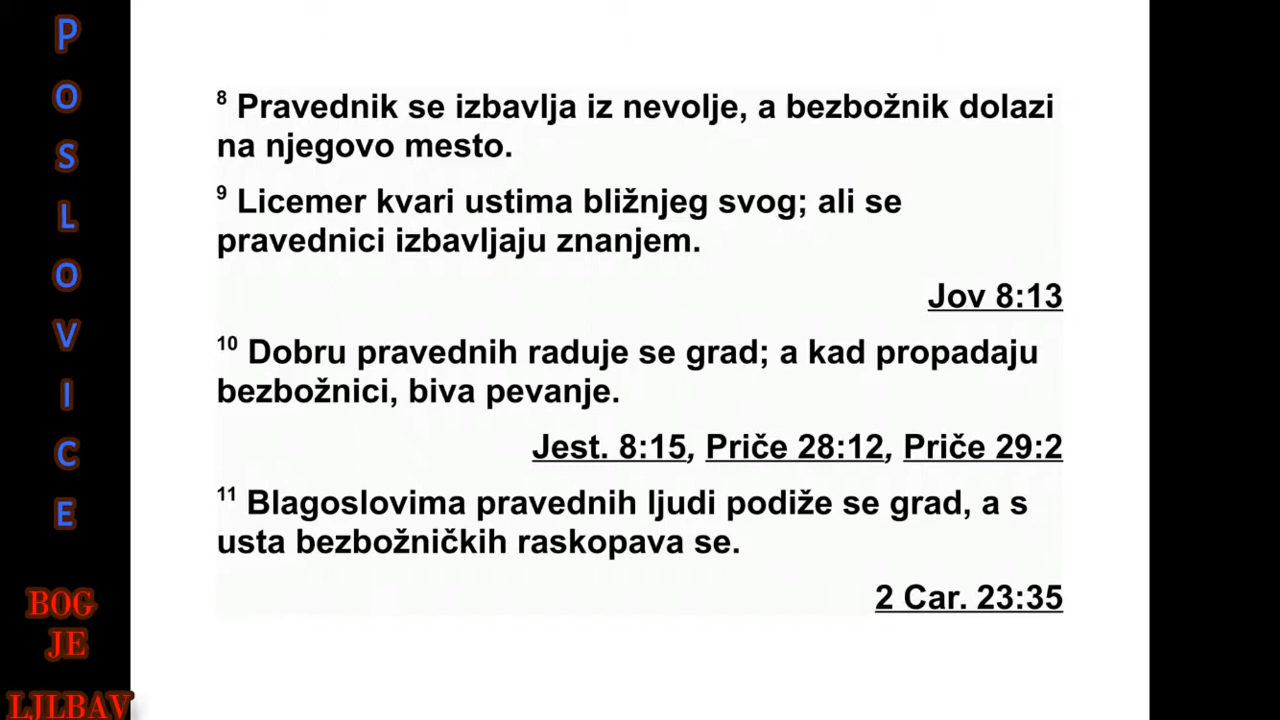 P
O
S
L
O
V
I
C
E
BOG
JE
LJLBAV
8 Pravednik se izbavlja iz nevolje, a bezbožnik dolazi
na njegovo mesto.
9 Licemer kvari ustima bližnjeg svog; ali se
pravednici izbavljaju znanjem.
Jov 8:13
10 Dobru pravednih raduje se grad; a kad propadaju
bezbožnici, biva pevanje.
Jest. 8:15, Priče 28:12, Priče 29:2
11 Blagoslovima pravednih ljudi podiže se grad, a s
usta bezbožničkih raskopava se.
2 Car. 23:35